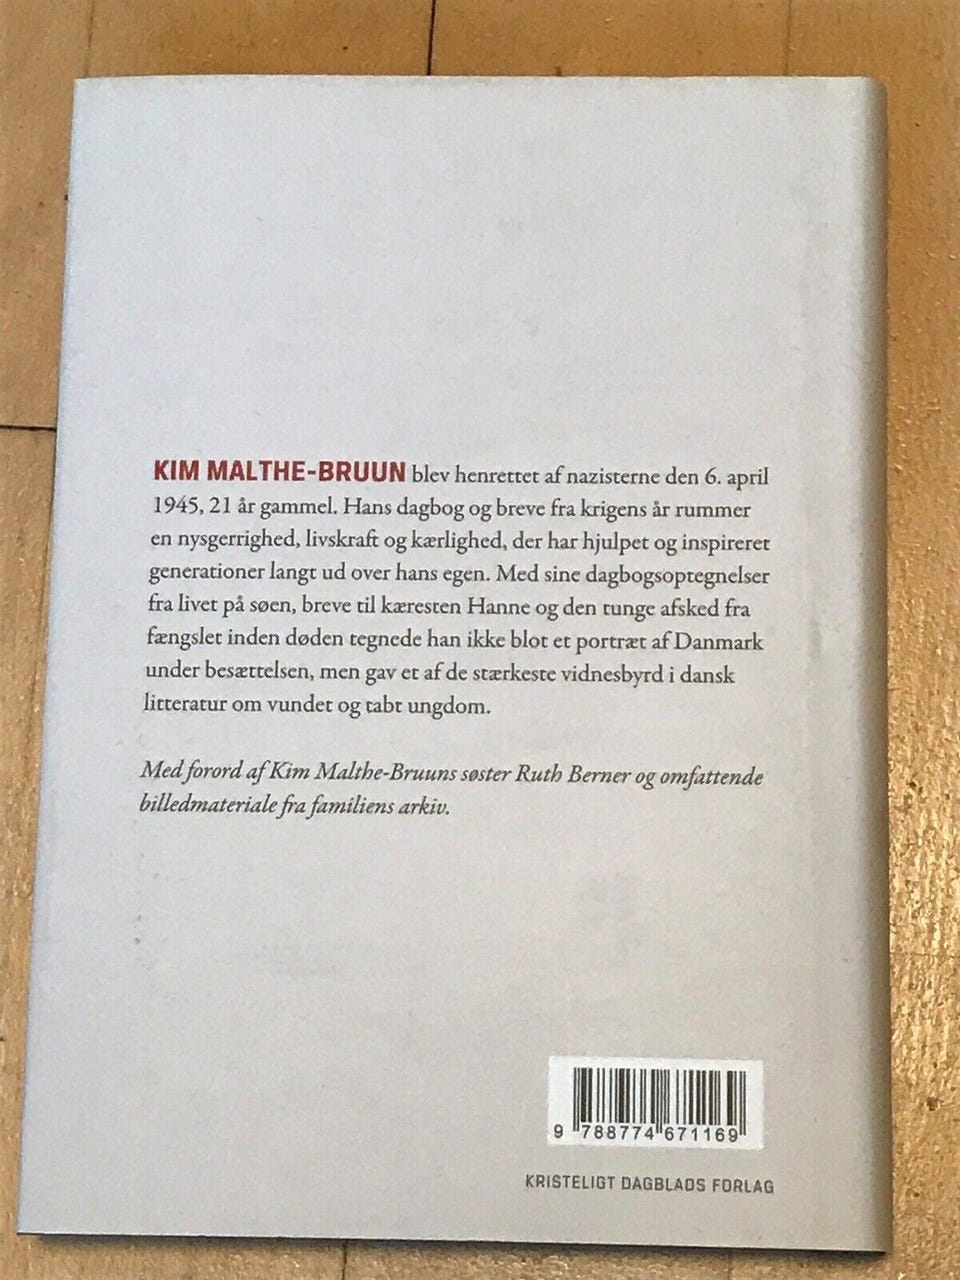 KIM MALTHE-BRUUN blev henrettet af nazisterne den 6. april
1945, 21 år gammel. Hans dagbog og breve fra krigens år rummer
en nysgerrighed, livskraft og kærlighed, der har hjulpet og inspireret
generationer langt ud over hans egen. Med sine dagbogsoptegnelser
fra livet på søen, breve til kæresten Hanne og den tunge afsked fra
fængslet inden døden tegnede han ikke blot et portræt af Danmark
under besættelsen, men gav et af de stærkeste vidnesbyrd i dansk
litteratur om vundet og tabt ungdom.
Med forord af Kim Malthe-Bruuns søster Ruth Berner og omfattende
billedmateriale fra familiens arkiv.
9 788774 671169
KRISTELIGT DAGBLADS FORLAG